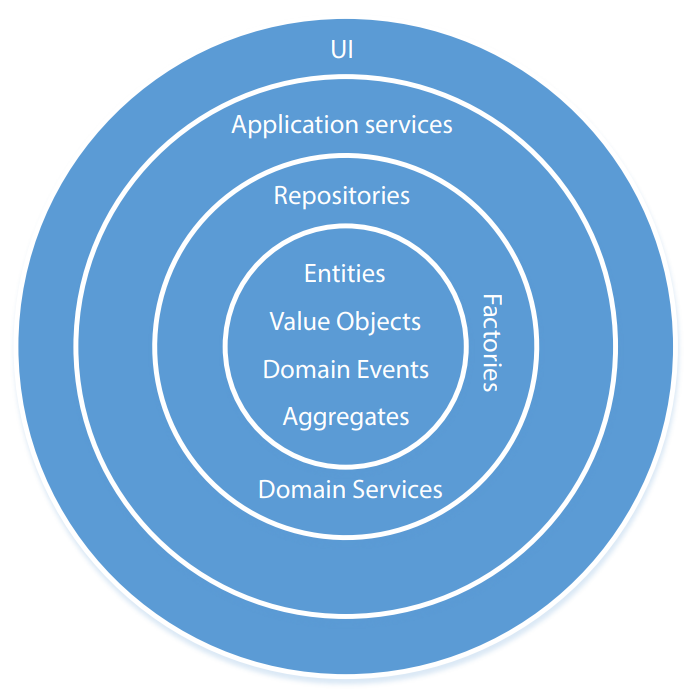 UI
Application services
Repositories
Entities
Value Objects
Domain Events
Aggregates
Factories
Domain Services